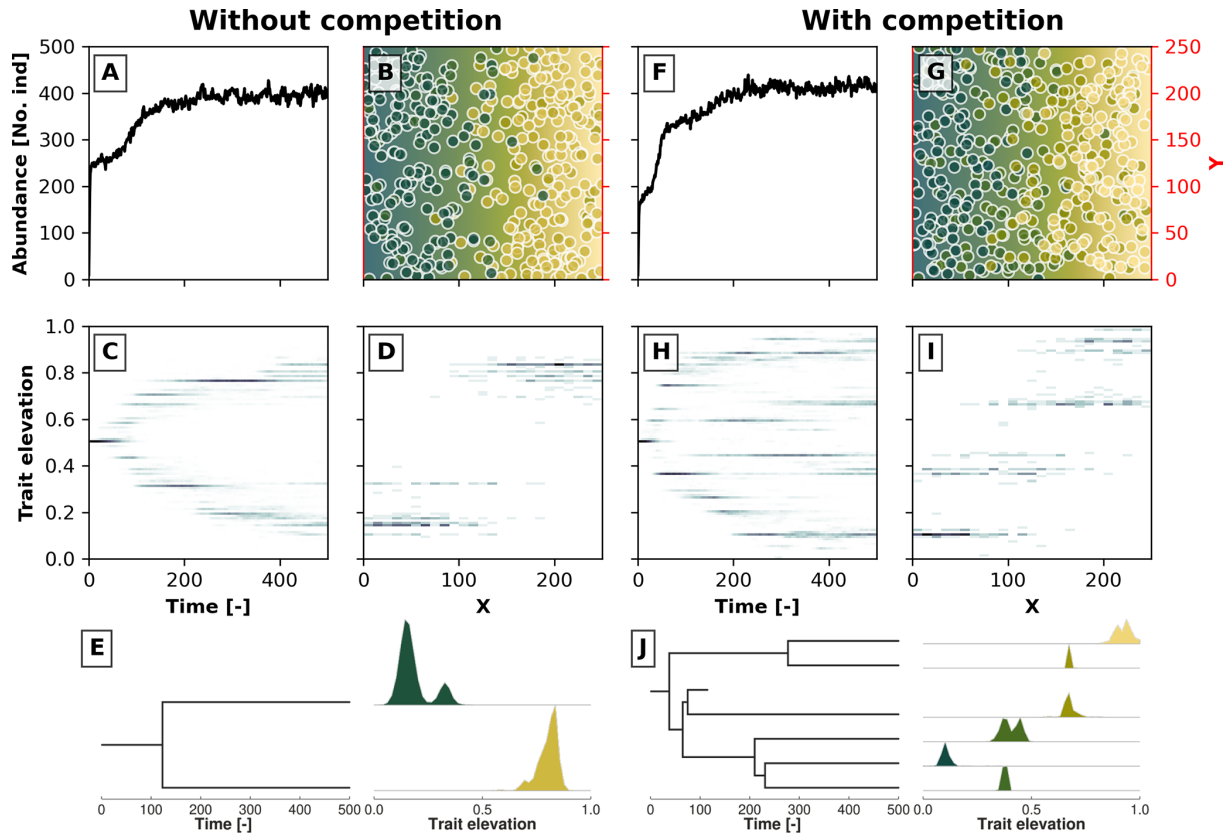 Without competition
With competition
Abundance [No. ind]
500
400
300
200
100
0
A
B
F
G
250
200
150
100
50
0
Y
Trait elevation
1.0
0.8
0.6
0.4
0.2
0.0
C
D
H
I
0 200 400
0 100 200
0 200 400
0 100 200
Time [-]
X
Time [-]
X
E
J
0 100 200 300 400 500
0.0 0.5 1.0
0 100 200 300 400 500
0.0 0.5 1.0
Time [-]
Trait elevation
Time [-]
Trait elevation